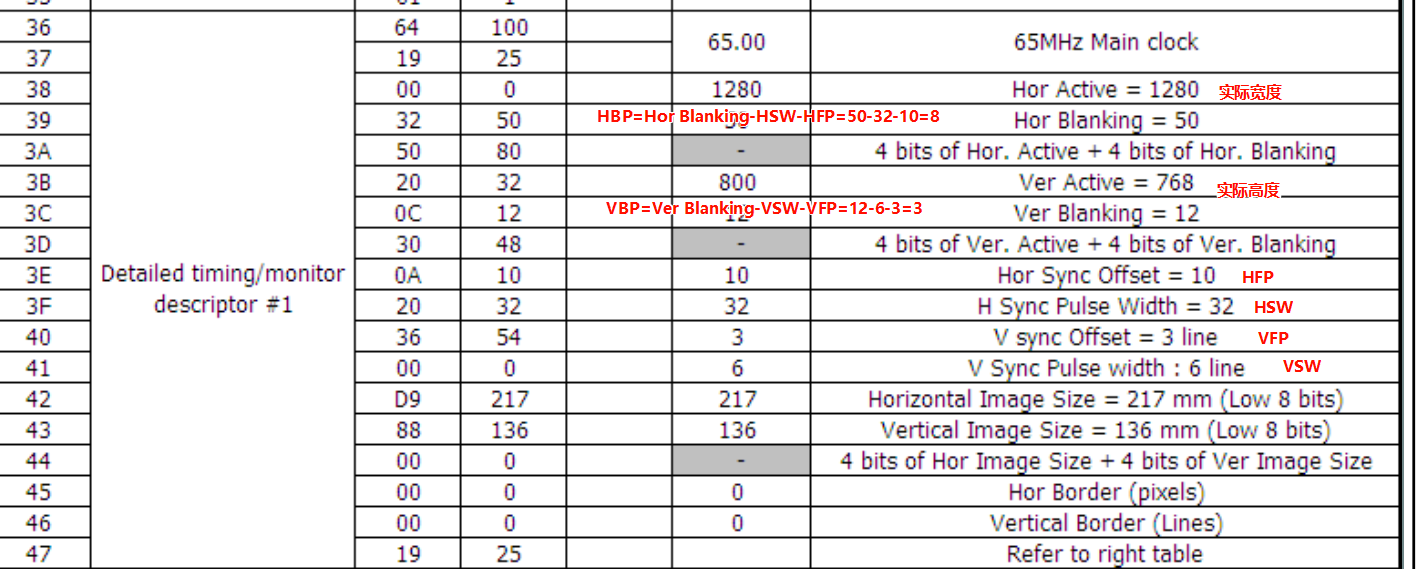 36 64 100 65.00 65MHz Main clock
37 19 25
38 00 0 1280 Hor Active = 1280 实际宽度
HBP=Hor Blanking-HSW-HFP=50-32-10=8
39 32 50 Hor Blanking = 50
3A 50 80 - 4 bits of Hor. Active + 4 bits of Hor. Blanking
3B 20 32 800 Ver Active = 768 实际高度
VBP=Ver Blanking-VSW-VFP=12-6-3=3
3C 0C 12 12 Ver Blanking = 12
3D 30 48 - 4 bits of Ver. Active + 4 bits of Ver. Blanking
3E Detailed timing/monitor 0A 10 10 Hor Sync Offset = 10 HFP
3F descriptor #1 20 32 32 H Sync Pulse Width = 32 HSW
40 36 54 3 V sync Offset = 3 line VFP
41 00 0 6 V Sync Pulse width : 6 line VSW
42 D9 217 217 Horizontal Image Size = 217 mm (Low 8 bits)
43 88 136 136 Vertical Image Size = 136 mm (Low 8 bits)
44 00 0 - 4 bits of Hor Image Size + 4 bits of Ver Image Size
45 00 0 0 Hor Border (pixels)
46 00 0 0 Vertical Border (Lines)
47 19 25 Refer to right table